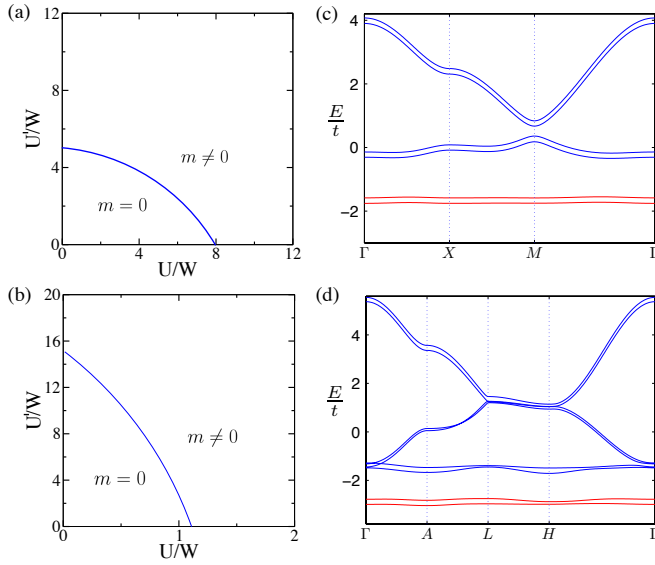 (a)
12
8
4
0
U'/W
m ≠ 0
m = 0
0 4 8 12
U/W
(c)
4
2
0
−2
E/t
Γ X M Γ
(b)
20
16
12
8
4
0
U'/W
m ≠ 0
m = 0
0 1 2
U/W
(d)
4
2
0
−2
E/t
Γ A L H